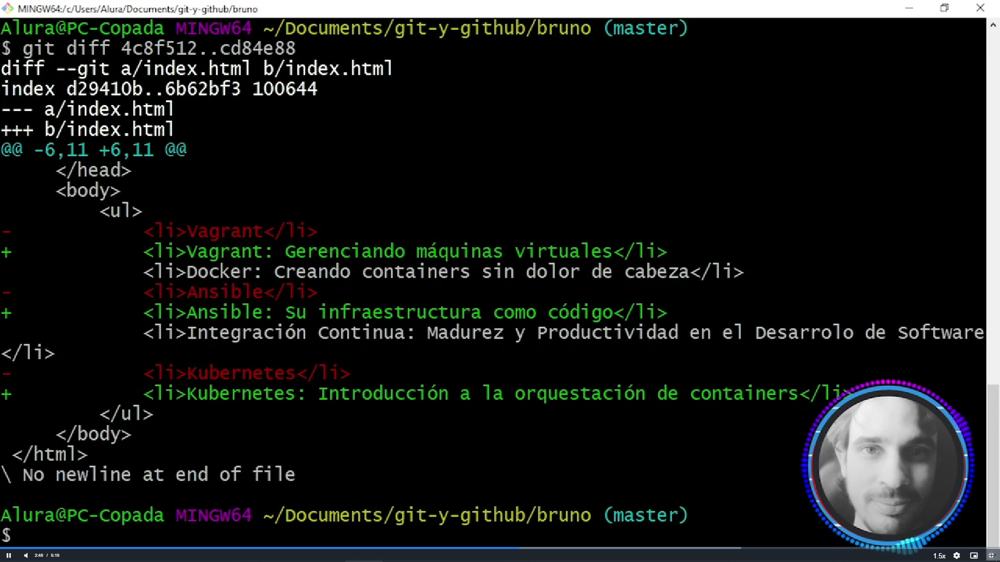 MINGW64:/c/Users/Alura/Documents/git-y-github/bruno
Alura@PC-Copada MINGW64 ~/Documents/git-y-github/bruno (master)
$ git diff 4c8f512..cd84e88
diff --git a/index.html b/index.html
index d29410b..6b62bf3 100644
--- a/index.html
+++ b/index.html
@@ -6,11 +6,11 @@
     </head>
     <body>
         <ul>
-            <li>Vagrant</li>
+            <li>Vagrant: Gerenciando máquinas virtuales</li>
             <li>Docker: Creando containers sin dolor de cabeza</li>
-            <li>Ansible</li>
+            <li>Ansible: Su infraestructura como código</li>
             <li>Integración Continua: Madurez y Productividad en el Desarrolo de Software
</li>
-            <li>Kubernetes</li>
+            <li>Kubernetes: Introducción a la orquestación de containers</li>
         </ul>
     </body>
 </html>
\ No newline at end of file
Alura@PC-Copada MINGW64 ~/Documents/git-y-github/bruno (master)
$
2:46 / 5:19
1.5x